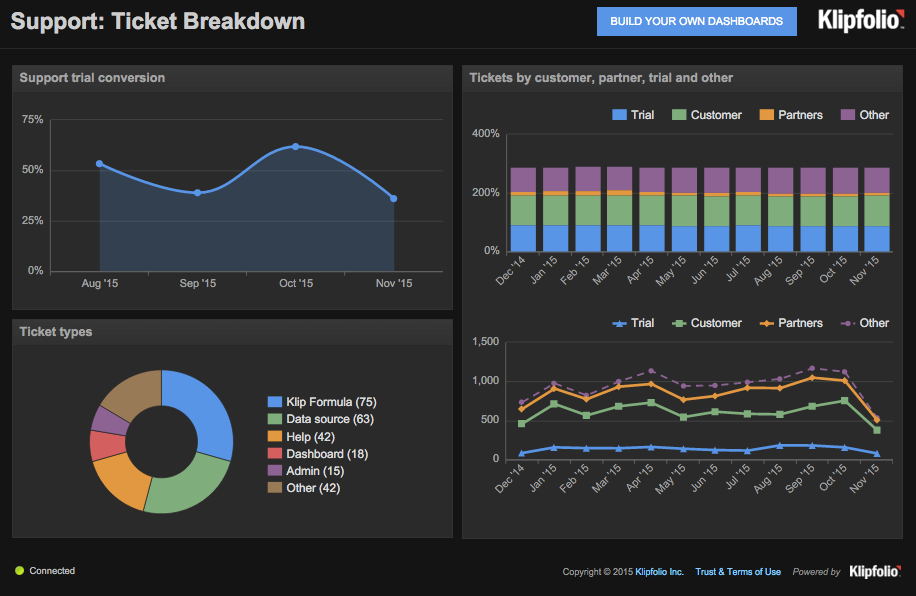 Support: Ticket Breakdown
BUILD YOUR OWN DASHBOARDS
Klipfolio
Support trial conversion
75%
50%
25%
0%
Aug '15
Sep '15
Oct '15
Nov '15
Ticket types
Klip Formula (75)
Data source (63)
Help (42)
Dashboard (18)
Admin (15)
Other (42)
Tickets by customer, partner, trial and other
Trial Customer Partners Other
400%
200%
0%
Dec '14
Jan '15
Feb '15
Mar '15
Apr '15
May '15
Jun '15
Jul '15
Aug '15
Sep '15
Oct '15
Nov '15
Trial Customer Partners Other
1,500
1,000
500
0
Dec '14
Jan '15
Feb '15
Mar '15
Apr '15
May '15
Jun '15
Jul '15
Aug '15
Sep '15
Oct '15
Nov '15
Connected
Copyright © 2015 Klipfolio Inc. Trust & Terms of Use Powered by Klipfolio